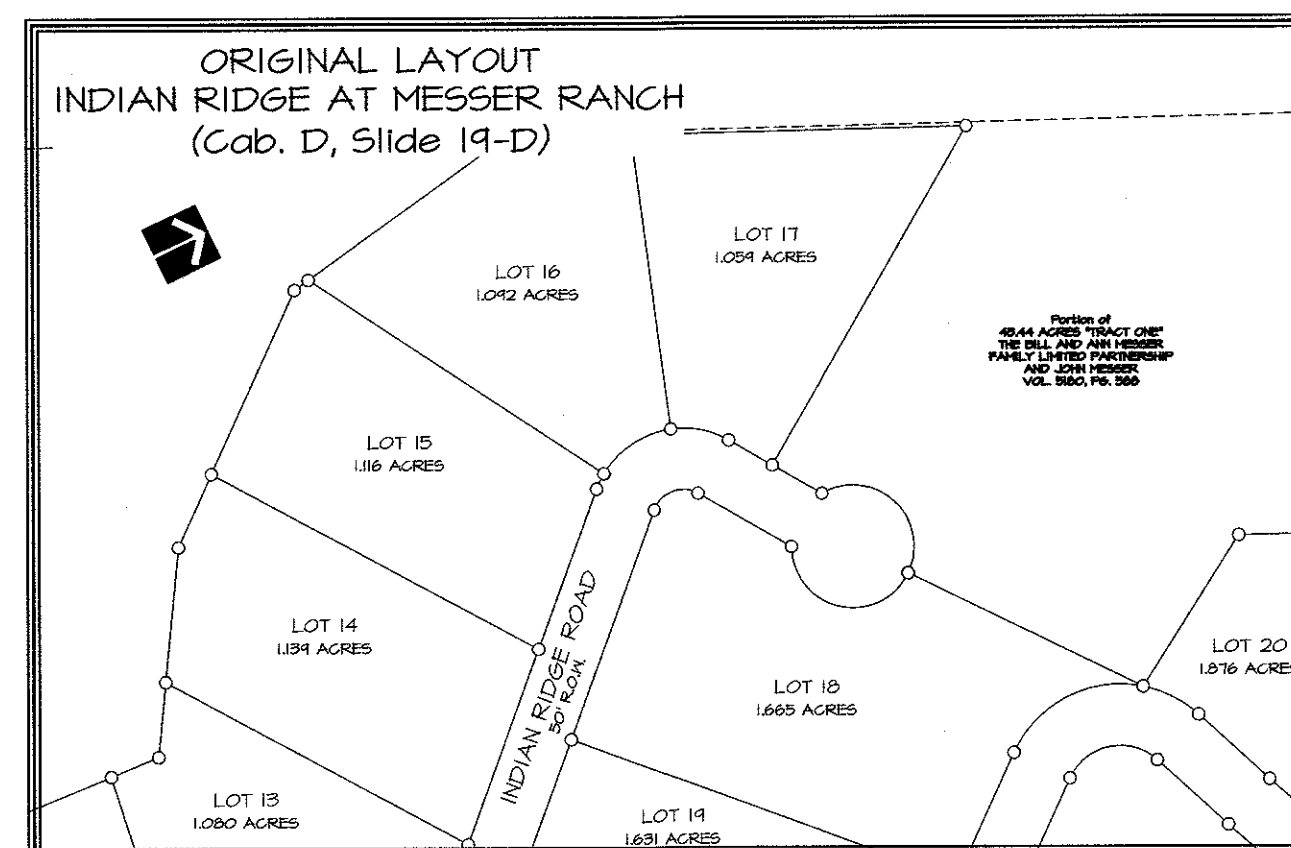 ORIGINAL LAYOUT
INDIAN RIDGE AT MESSER RANCH
(Cab. D, Slide 19-D)
LOT 17
1.059 ACRES
LOT 16
1.092 ACRES
Portion of
48.44 ACRES "TRACT ONE"
THE BILL AND ANN MESSER
FAMILY LIMITED PARTNERSHIP
AND JOHN MESSER
VOL. 5180, PG.
LOT 15
1.116 ACRES
INDIAN RIDGE ROAD
50' R.O.W.
LOT 14
1.139 ACRES
LOT 20
1.876 ACRES
LOT 18
1.665 ACRES
LOT 13
1.080 ACRES
LOT 19
1.631 ACRES